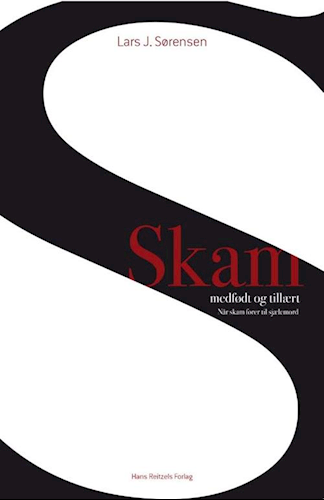 Lars J. Sørensen
Skam
medfødt og tillært
Når skam fører til sjælemord
Hans Reitzels Forlag